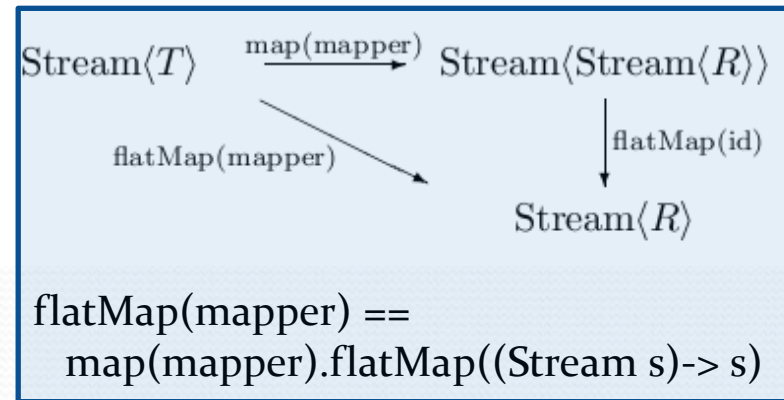 map(mapper)
Stream⟨T⟩ Stream⟨Stream⟨R⟩⟩
flatMap(mapper) flatMap(id)
Stream⟨R⟩
flatMap(mapper) ==
map(mapper).flatMap((Stream s)-> s)